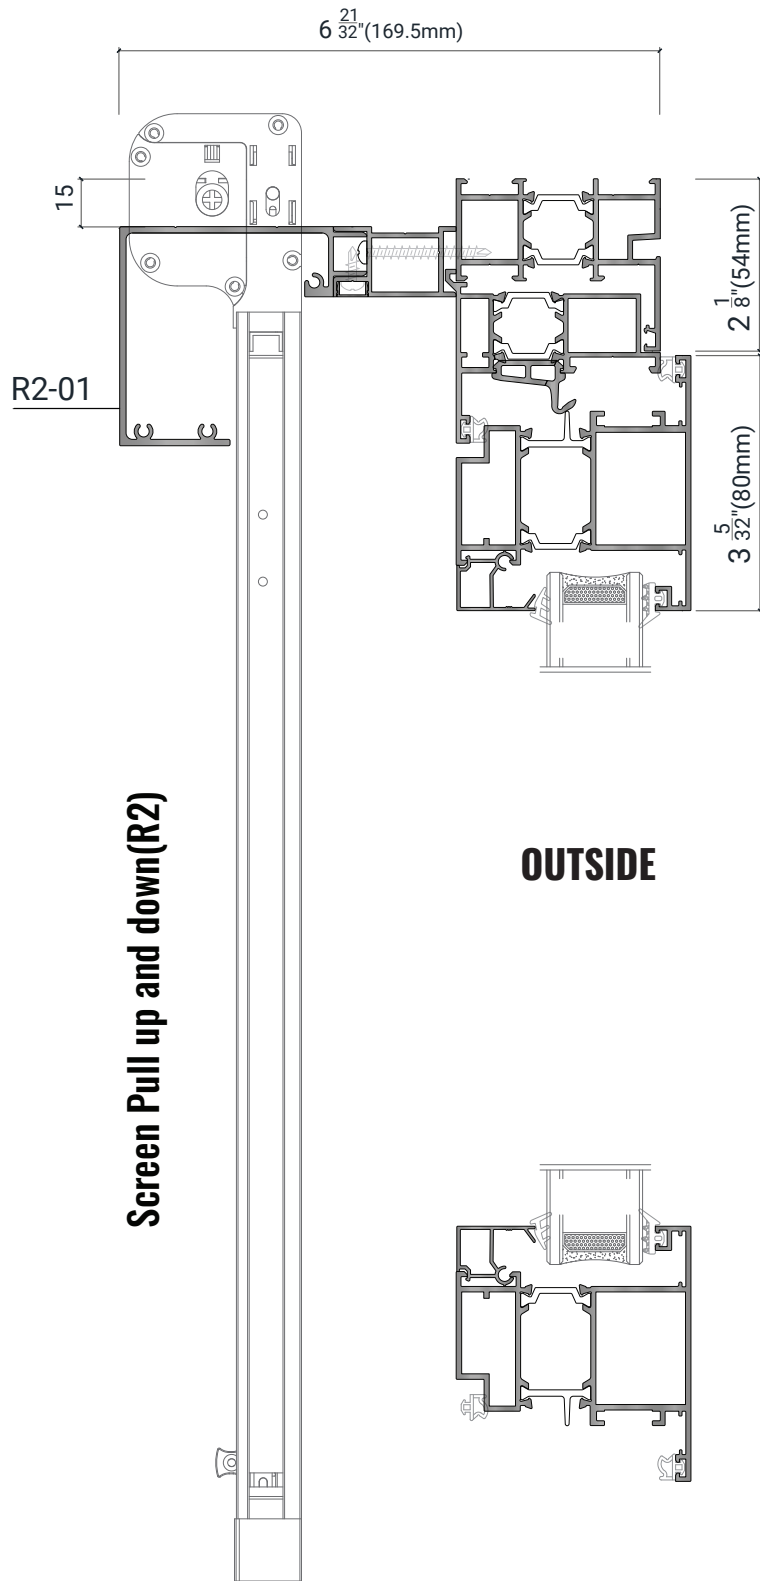 6 21/32"(169.5mm)
15
2 1/8"(54mm)
R2-01
3 5/32"(80mm)
Screen Pull up and down(R2)
OUTSIDE